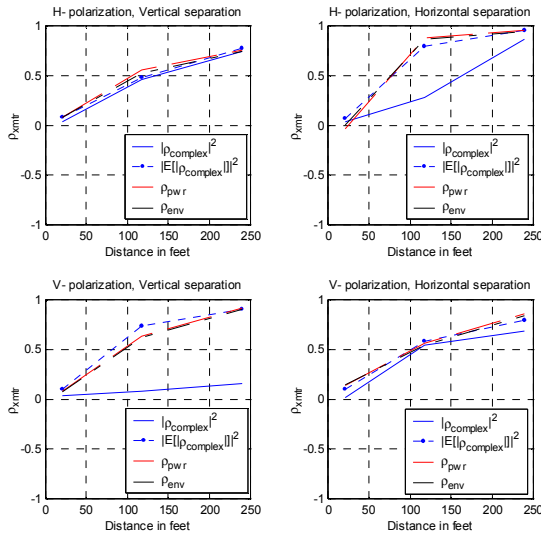 H- polarization, Vertical separation
1
0.5
0
-0.5
-1
ρxmtr
0 50 100 150 200 250
Distance in feet
|ρcomplex|^2
|E[|ρcomplex|]|^2
ρpwr
ρenv
H- polarization, Horizontal separation
1
0.5
0
-0.5
-1
ρxmtr
0 50 100 150 200 250
Distance in feet
|ρcomplex|^2
|E[|ρcomplex|]|^2
ρpwr
ρenv
V- polarization, Vertical separation
1
0.5
0
-0.5
-1
ρxmtr
0 50 100 150 200 250
Distance in feet
|ρcomplex|^2
|E[|ρcomplex|]|^2
ρpwr
ρenv
V- polarization, Horizontal separation
1
0.5
0
-0.5
-1
ρxmtr
0 50 100 150 200 250
Distance in feet
|ρcomplex|^2
|E[|ρcomplex|]|^2
ρpwr
ρenv